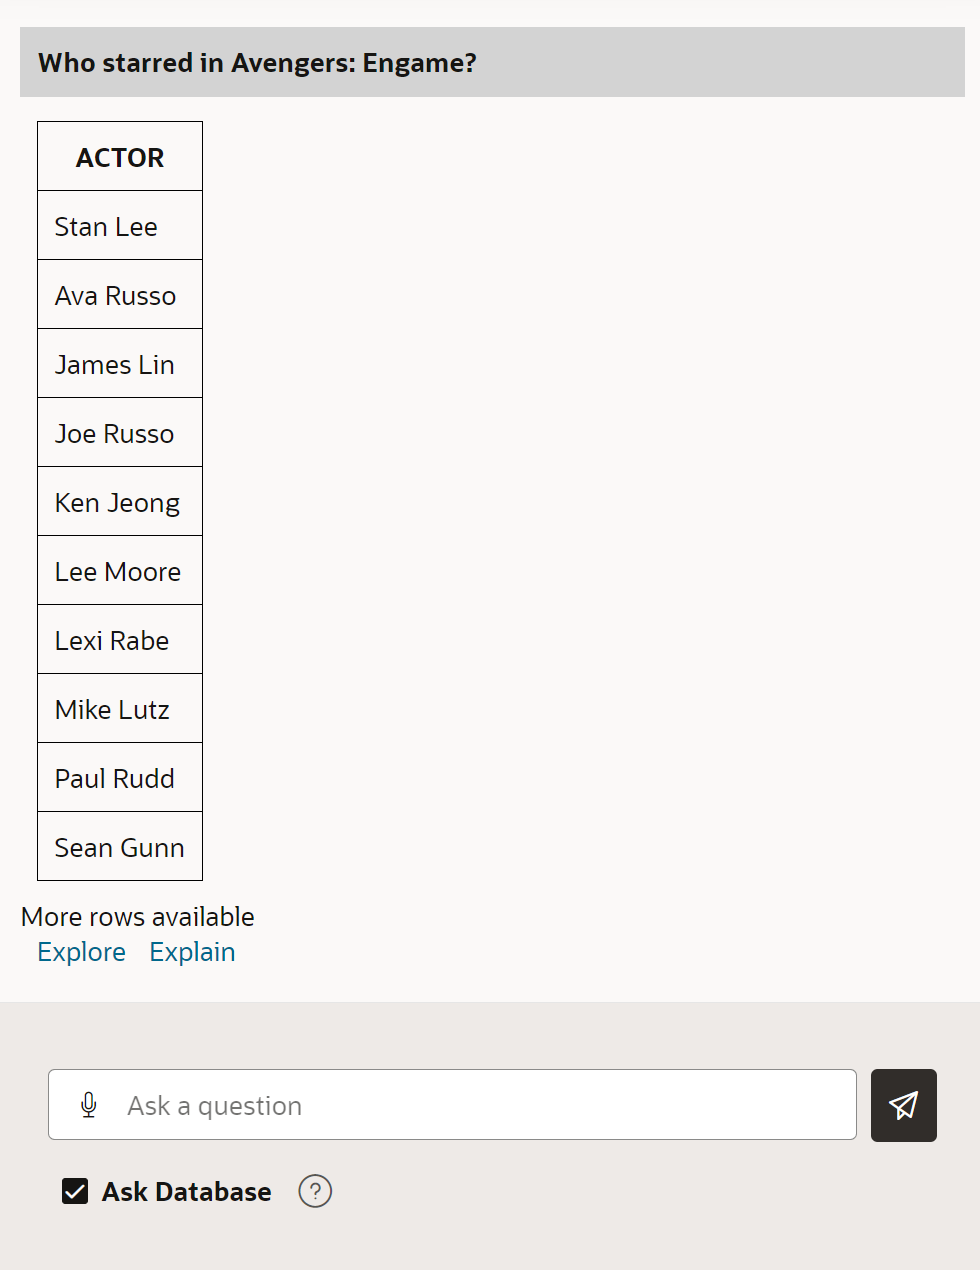 Who starred in Avengers: Engame?
ACTOR
Stan Lee
Ava Russo
James Lin
Joe Russo
Ken Jeong
Lee Moore
Lexi Rabe
Mike Lutz
Paul Rudd
Sean Gunn
More rows available
Explore Explain
Ask a question
Ask Database ?